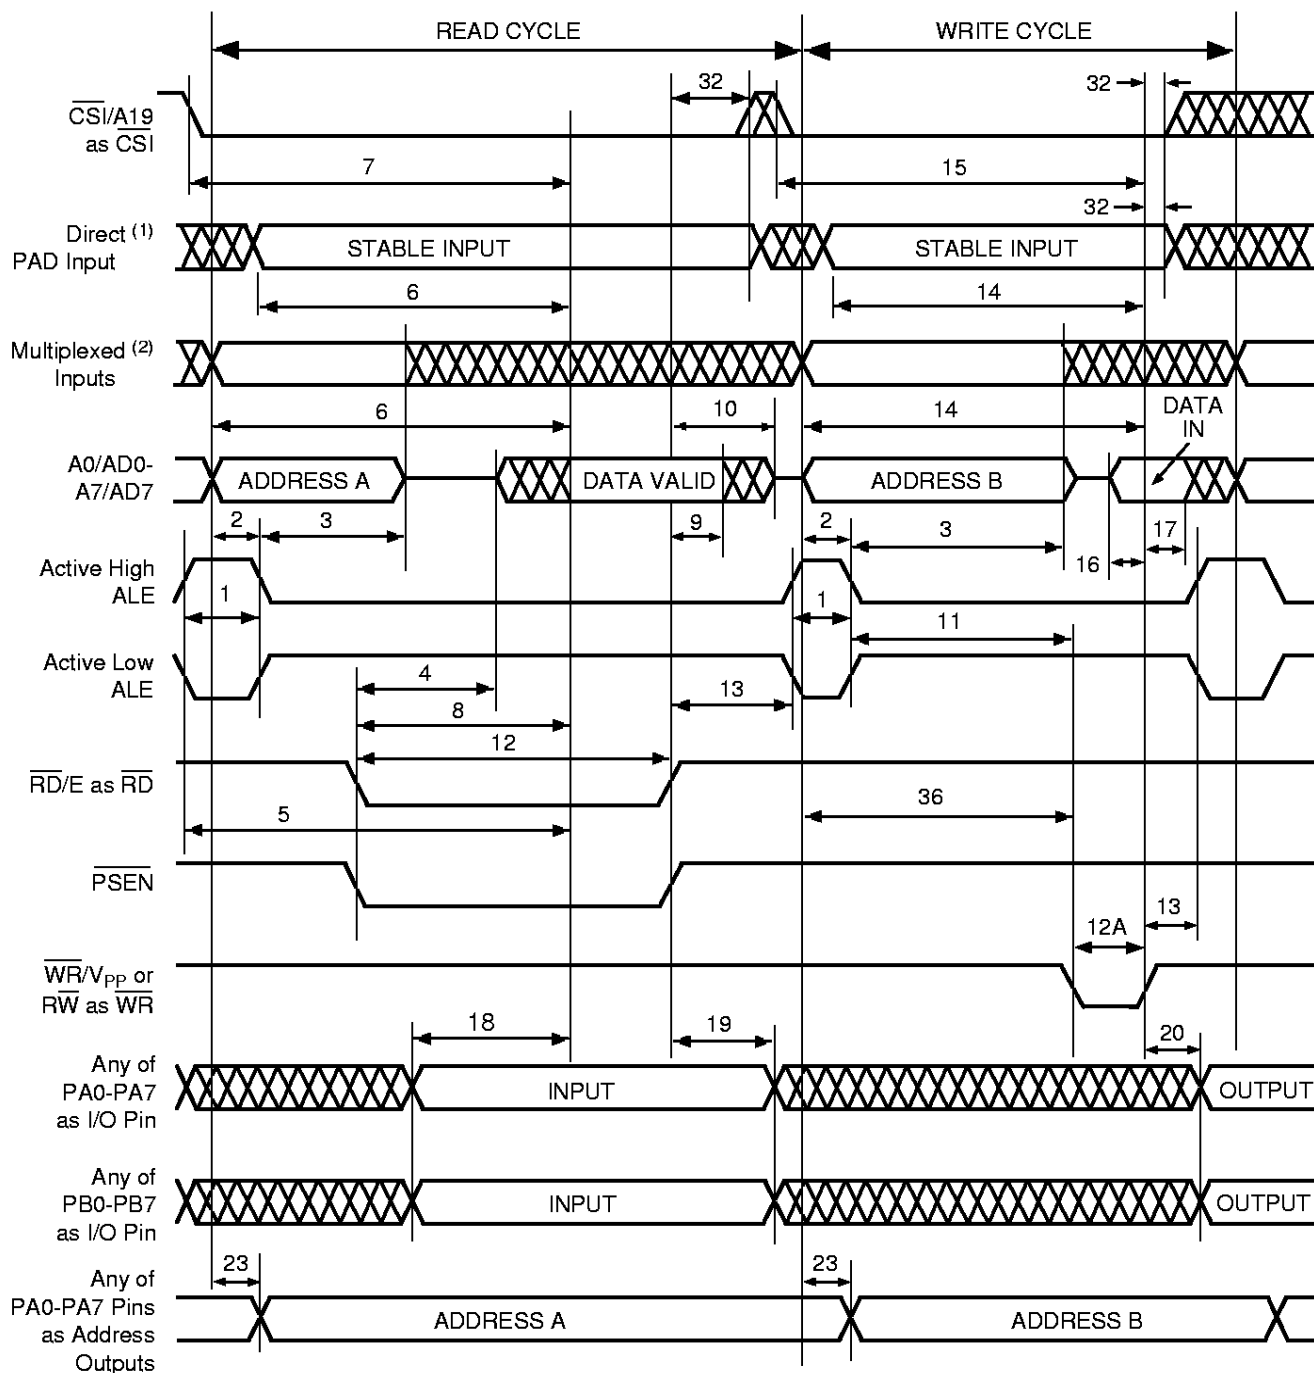 READ CYCLE
WRITE CYCLE
32
32
CSI/A19
as CSI
7
15
32
Direct (1)
PAD Input
STABLE INPUT
STABLE INPUT
6
14
Multiplexed (2)
Inputs
6
10
14
DATA
IN
A0/AD0-
A7/AD7
ADDRESS A
DATA VALID
ADDRESS B
2
3
9
2
3
16
17
Active High
ALE
1
1
11
Active Low
ALE
4
13
8
12
RD/E as RD
5
36
PSEN
12A
13
WR/VPP or
RW as WR
18
19
20
Any of
PA0-PA7
as I/O Pin
INPUT
OUTPUT
Any of
PB0-PB7
as I/O Pin
INPUT
OUTPUT
23
23
Any of
PA0-PA7 Pins
as Address
Outputs
ADDRESS A
ADDRESS B